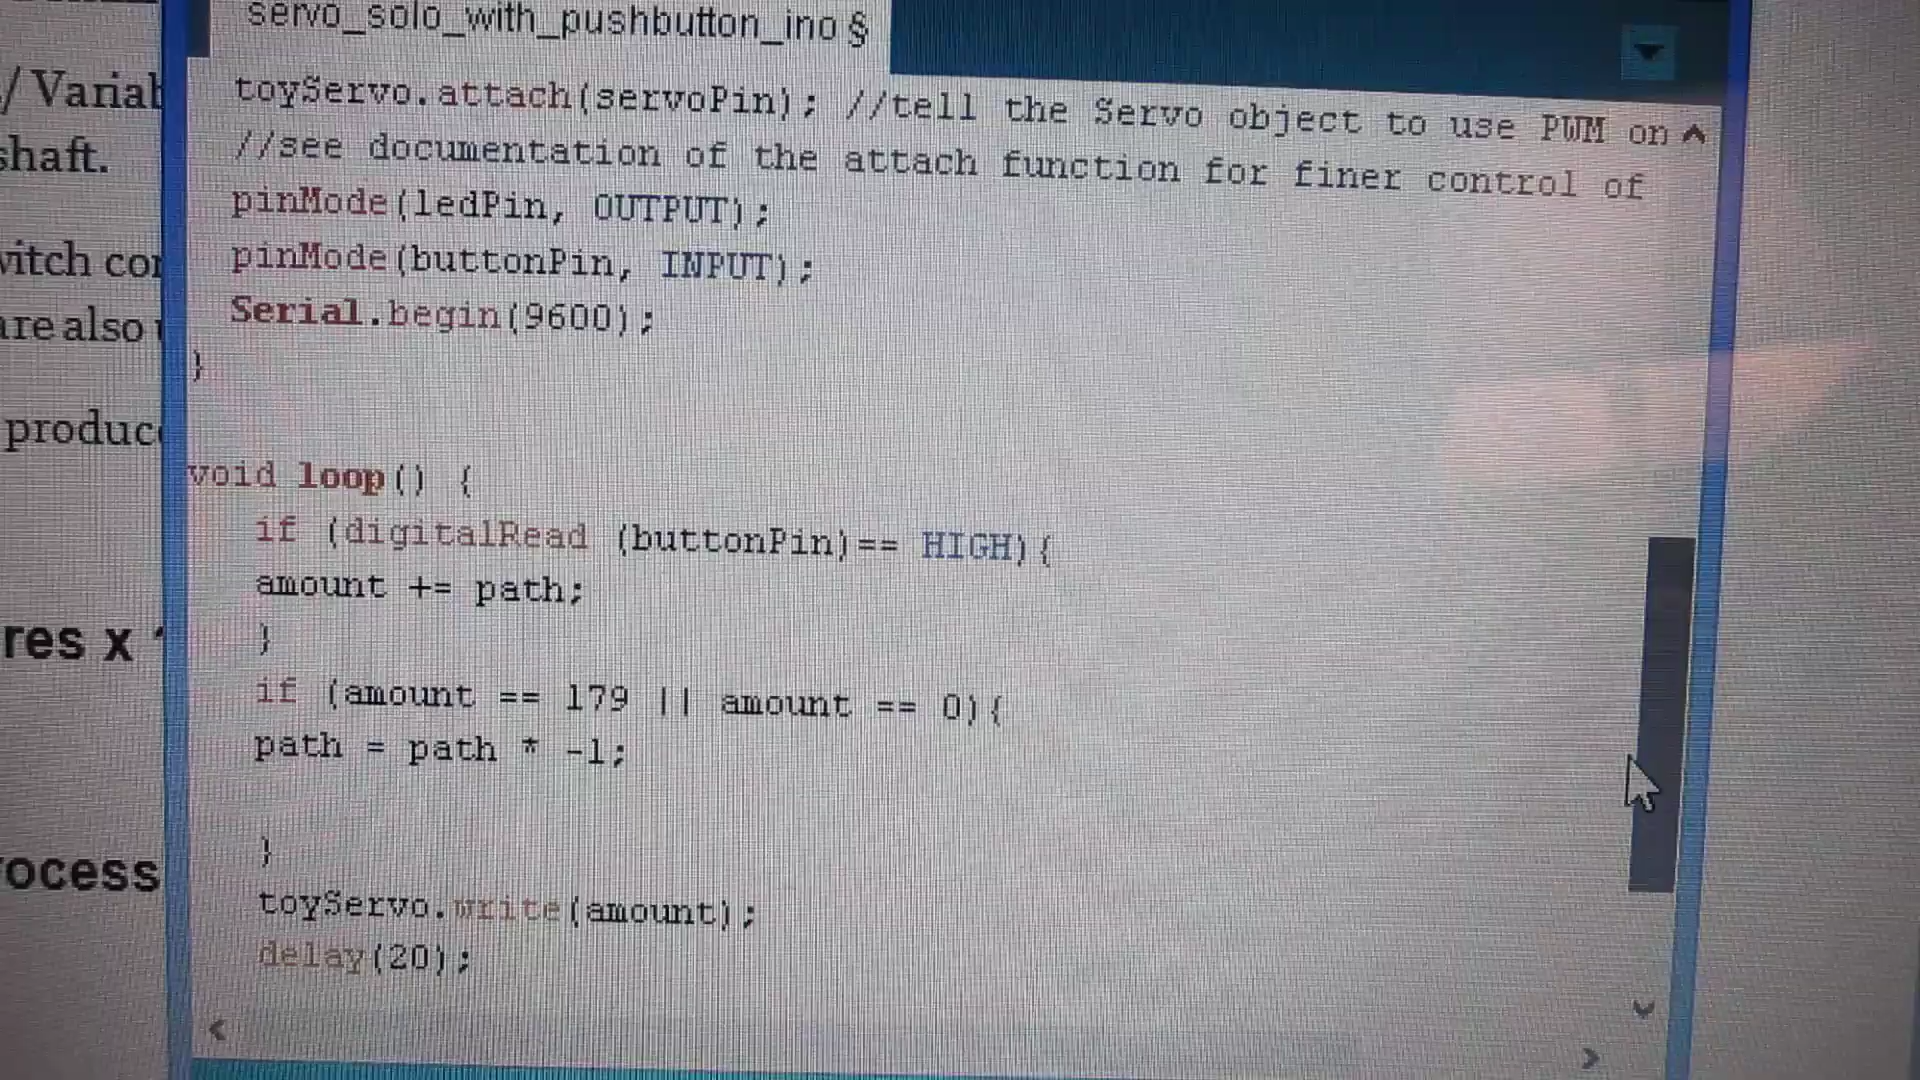 servo_solo_with_pushbutton_ino §
toyServo.attach(servoPin); //tell the Servo object to use PWM on
//see documentation of the attach function for finer control of
pinMode(ledPin, OUTPUT);
pinMode(buttonPin, INPUT);
Serial.begin(9600);
}
void loop() {
if (digitalRead (buttonPin)== HIGH){
amount += path;
}
if (amount == 179 || amount == 0){
path = path * -1;
}
toyServo.write(amount);
delay(20);
/ Variab
shaft.
vitch co
are also
produc
res x
ocess